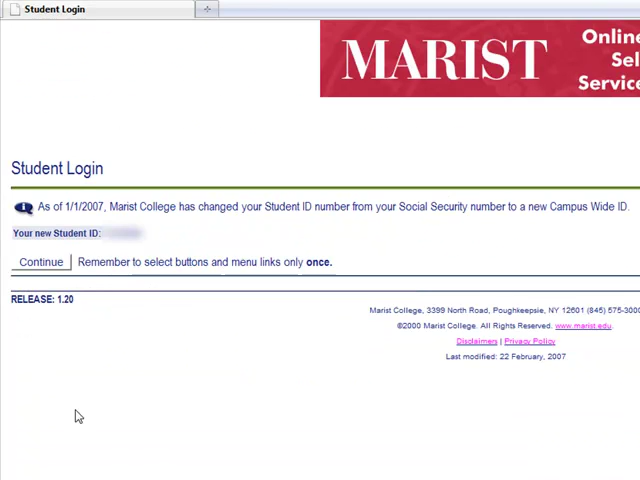 Student Login
MARIST
Online
Sel
Service
Student Login
As of 1/1/2007, Marist College has changed your Student ID number from your Social Security number to a new Campus Wide ID.
Your new Student ID:
Continue Remember to select buttons and menu links only once.
RELEASE: 1.20
Marist College, 3399 North Road, Poughkeepsie, NY 12601 (845) 575-3000
©2000 Marist College. All Rights Reserved. www.marist.edu.
Disclaimers | Privacy Policy
Last modified: 22 February, 2007